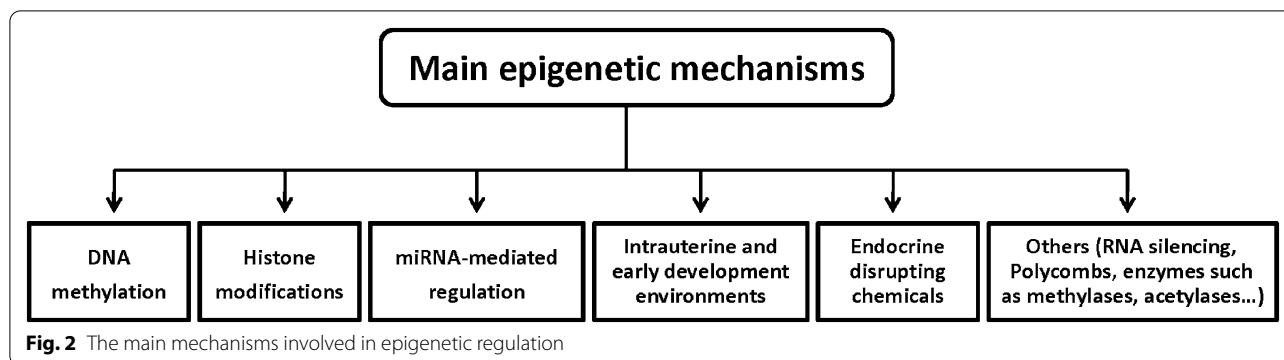 Main epigenetic mechanisms
DNA
methylation
Histone
modifications
miRNA-mediated
regulation
Intrauterine and
early development
environments
Endocrine
disrupting
chemicals
Others (RNA silencing,
Polycombs, enzymes such
as methylases, acetylases...)
Fig. 2 The main mechanisms involved in epigenetic regulation